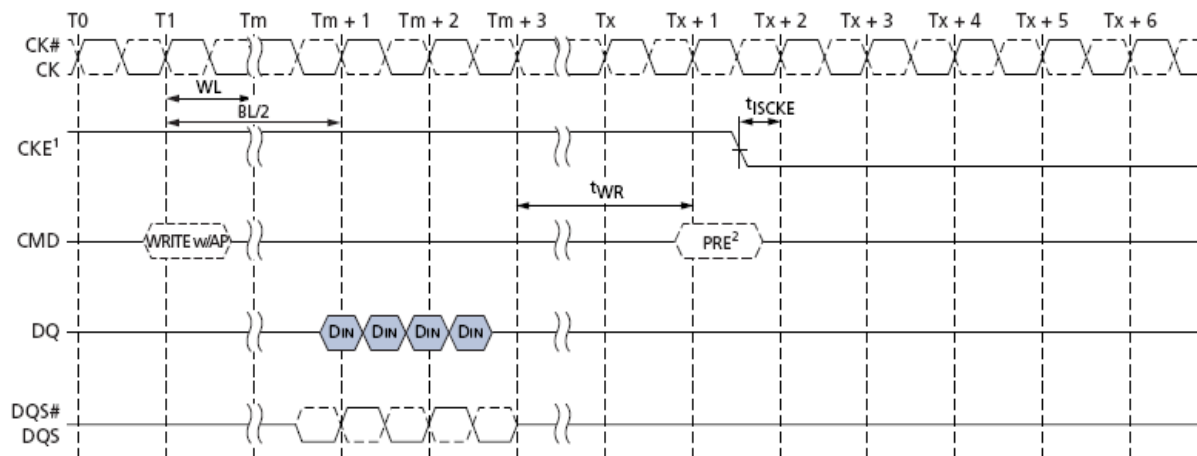 T0 T1 Tm Tm + 1 Tm + 2 Tm + 3 Tx Tx + 1 Tx + 2 Tx + 3 Tx + 4 Tx + 5 Tx + 6
CK#
CK
WL
BL/2
tISCKE
CKE1
tWR
CMD WRITE w/AP PRE2
DQ DIN DIN DIN DIN
DQS#
DQS